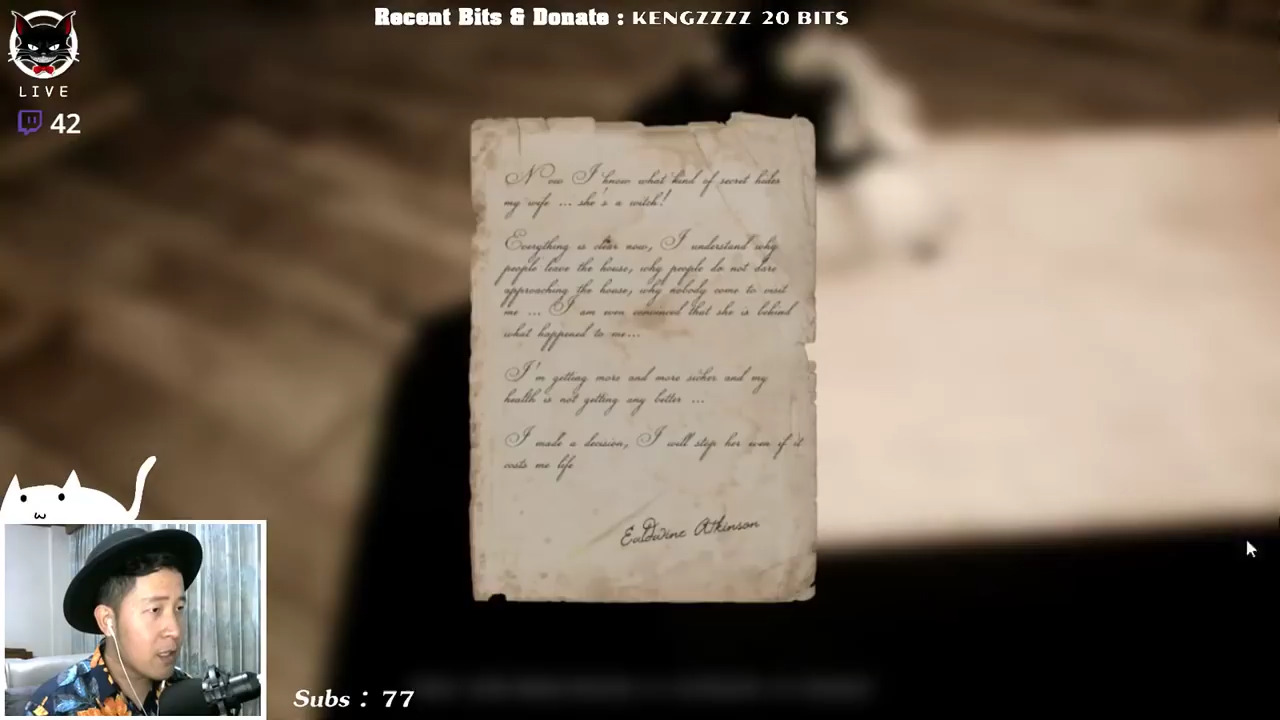 Recent Bits & Donate : KENGZZZZ 20 BITS
LIVE
42
Now I know what kind of secret hides
my wife ... she's a witch!
Everything is clear now, I understand why
people leave the house, why people do not dare
approaching the house, why nobody come to visit
me ... I am even convinced that she is behind
what happened to me...
I'm getting more and more sicker and my
health is not getting any better ...
I made a decision, I will stop her even if it
costs me life
Ealdwine Atkinson
Subs : 77